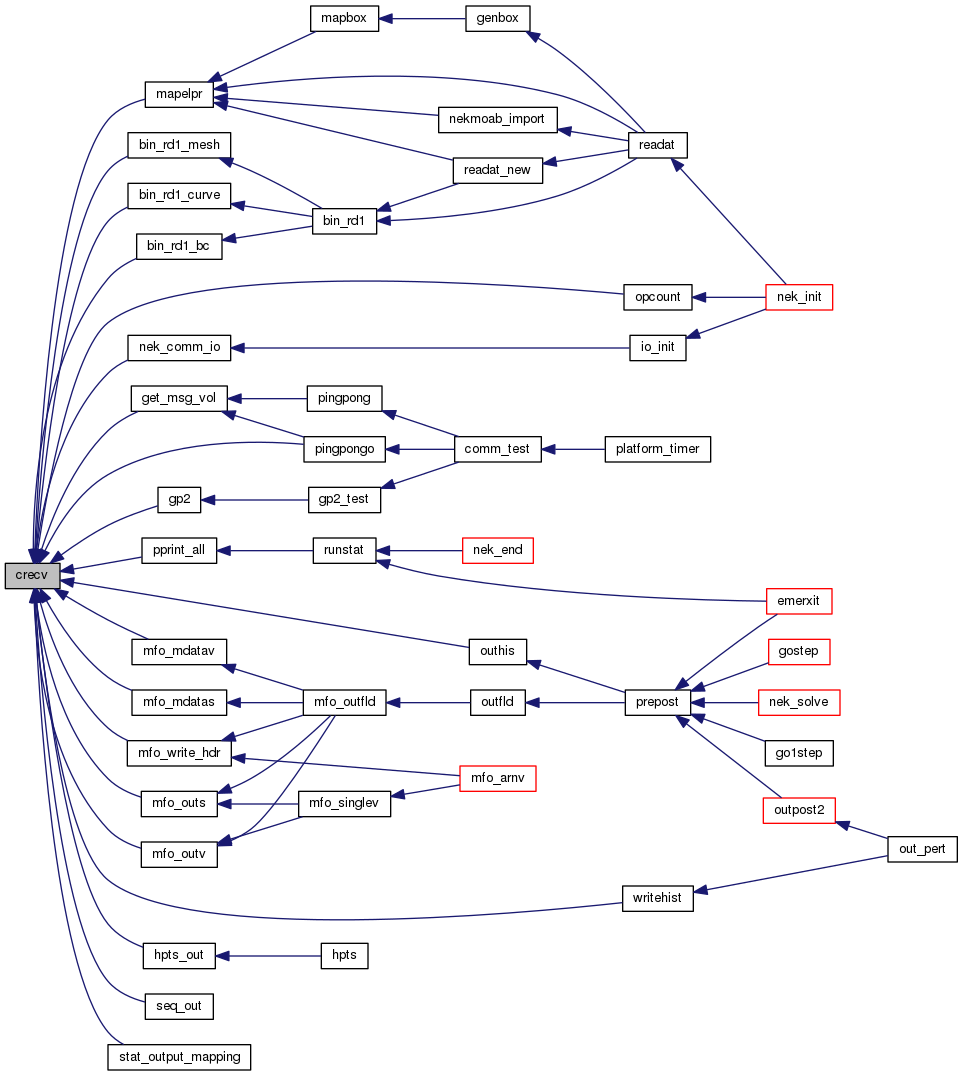 mapbox
genbox
mapelpr
nekmoab_import
bin_rd1_mesh
readat
readat_new
bin_rd1_curve
bin_rd1
bin_rd1_bc
opcount
nek_init
nek_comm_io
io_init
get_msg_vol
pingpong
pingpongo
comm_test
platform_timer
gp2
gp2_test
pprint_all
runstat
nek_end
crecv
emerxit
mfo_mdatav
outhis
gostep
mfo_mdatas
mfo_outfld
outfld
prepost
nek_solve
mfo_write_hdr
go1step
mfo_arnv
mfo_outs
mfo_singlev
outpost2
mfo_outv
out_pert
writehist
hpts_out
hpts
seq_out
stat_output_mapping